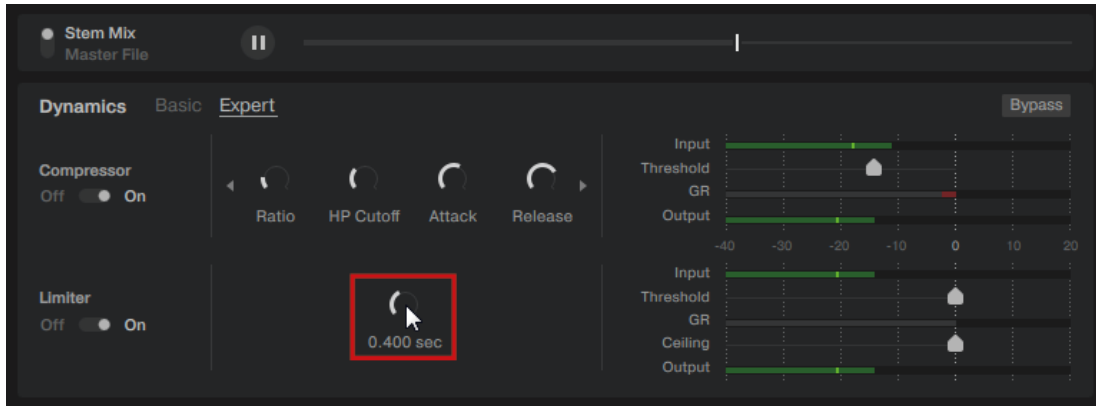 Stem Mix
Master File
Dynamics Basic Expert Bypass
Compressor
Off On
Ratio HP Cutoff Attack Release
Input
Threshold
GR
Output
-40 -30 -20 -10 0 10 20
Limiter
Off On
0.400 sec
Input
Threshold
GR
Ceiling
Output